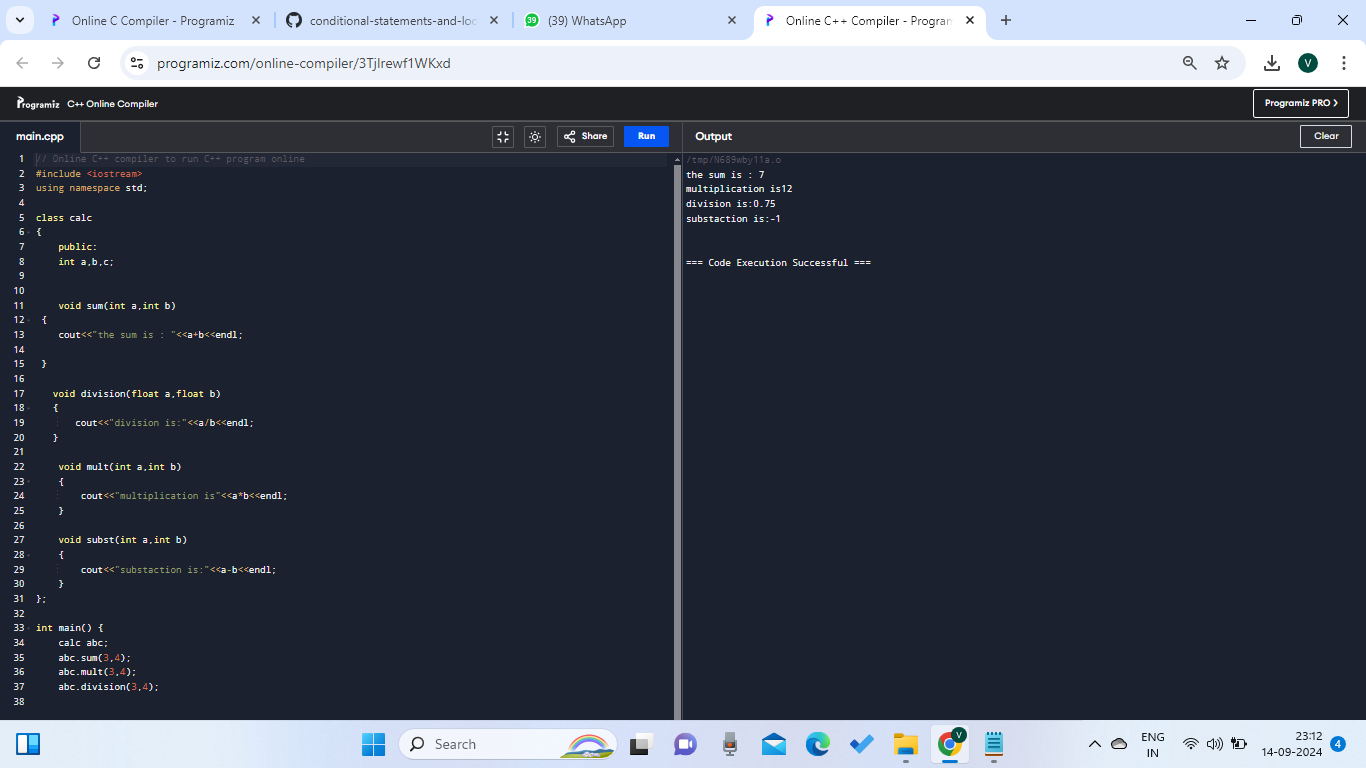 Online C Compiler - Programiz
conditional-statements-and-loo
39
(39) WhatsApp
Online C++ Compiler - Program
programiz.com/online-compiler/3TjIrewf1WKxd
V
Programiz C++ Online Compiler
Programiz PRO >
main.cpp
Share
Run
Output
Clear
1 // Online C++ compiler to run C++ program online
2 #include <iostream>
3 using namespace std;
4
5 class calc
6 {
7 public:
8 int a,b,c;
9
10
11 void sum(int a,int b)
12 {
13 cout<<"the sum is : "<<a+b<<endl;
14
15 }
16
17 void division(float a,float b)
18 {
19 cout<<"division is:"<<a/b<<endl;
20 }
21
22 void mult(int a,int b)
23 {
24 cout<<"multiplication is"<<a*b<<endl;
25 }
26
27 void subst(int a,int b)
28 {
29 cout<<"substaction is:"<<a-b<<endl;
30 }
31 };
32
33 int main() {
34 calc abc;
35 abc.sum(3,4);
36 abc.mult(3,4);
37 abc.division(3,4);
38
/tmp/N689wby11a.o
the sum is : 7
multiplication is12
division is:0.75
substaction is:-1
=== Code Execution Successful ===
Search
V
ENG
IN
23:12
14-09-2024
4